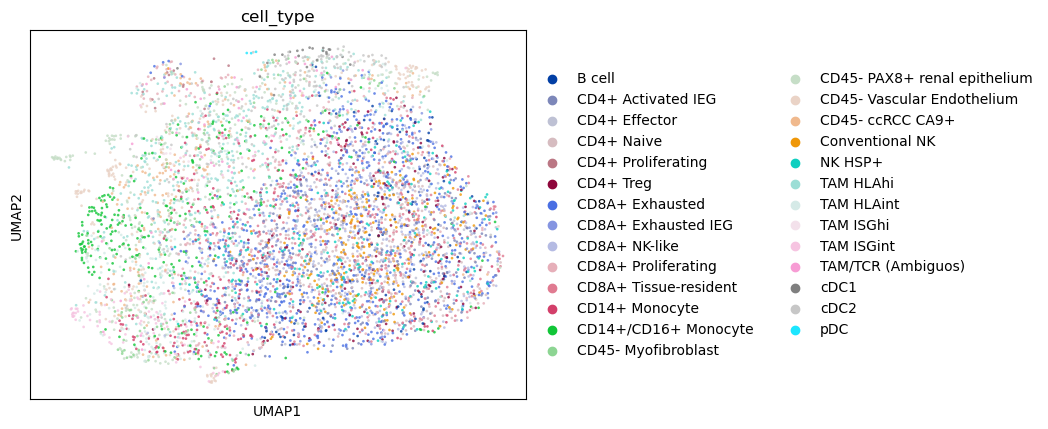 cell_type
UMAP2
UMAP1
B cell
CD4+ Activated IEG
CD4+ Effector
CD4+ Naive
CD4+ Proliferating
CD4+ Treg
CD8A+ Exhausted
CD8A+ Exhausted IEG
CD8A+ NK-like
CD8A+ Proliferating
CD8A+ Tissue-resident
CD14+ Monocyte
CD14+/CD16+ Monocyte
CD45- Myofibroblast
CD45- PAX8+ renal epithelium
CD45- Vascular Endothelium
CD45- ccRCC CA9+
Conventional NK
NK HSP+
TAM HLAhi
TAM HLAint
TAM ISGhi
TAM ISGint
TAM/TCR (Ambiguos)
cDC1
cDC2
pDC